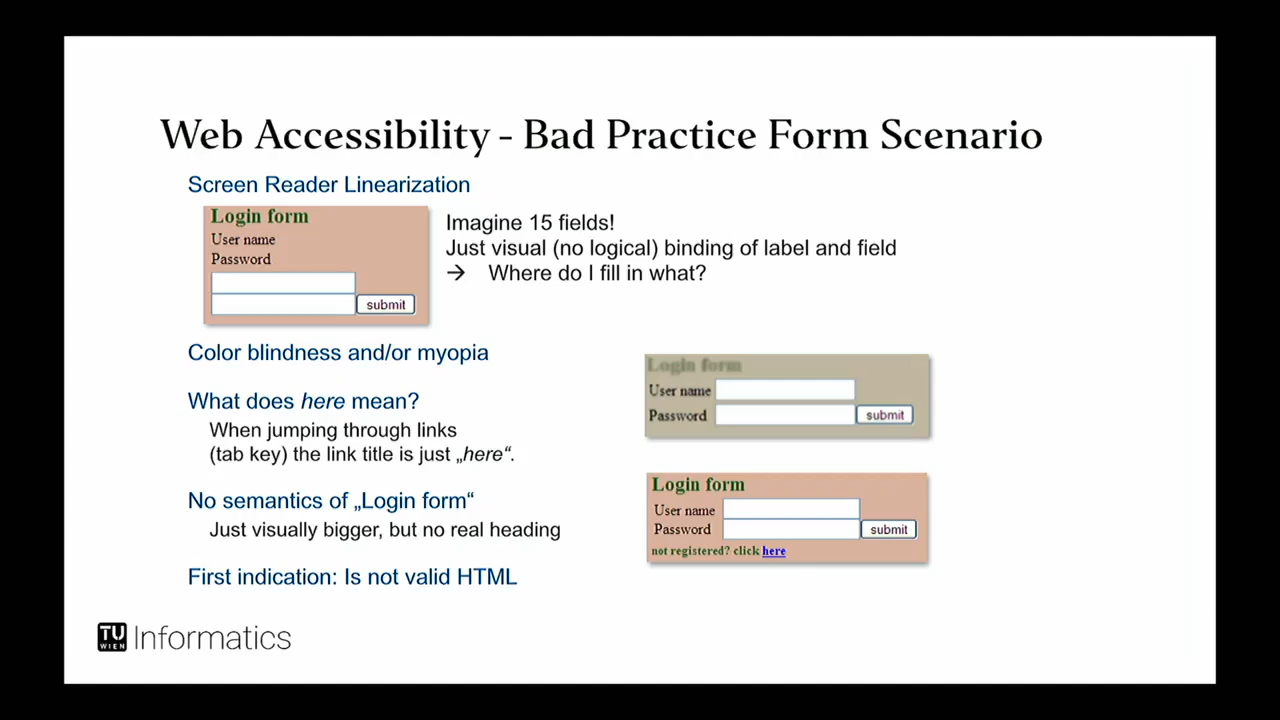 Web Accessibility - Bad Practice Form Scenario
Screen Reader Linearization
Login form
User name
Password
submit
Imagine 15 fields!
Just visual (no logical) binding of label and field
→ Where do I fill in what?
Color blindness and/or myopia
Login form
User name
Password submit
What does here mean?
When jumping through links
(tab key) the link title is just „here“.
No semantics of „Login form“
Just visually bigger, but no real heading
Login form
User name
Password submit
not registered? click here
First indication: Is not valid HTML
TU
WIEN
Informatics